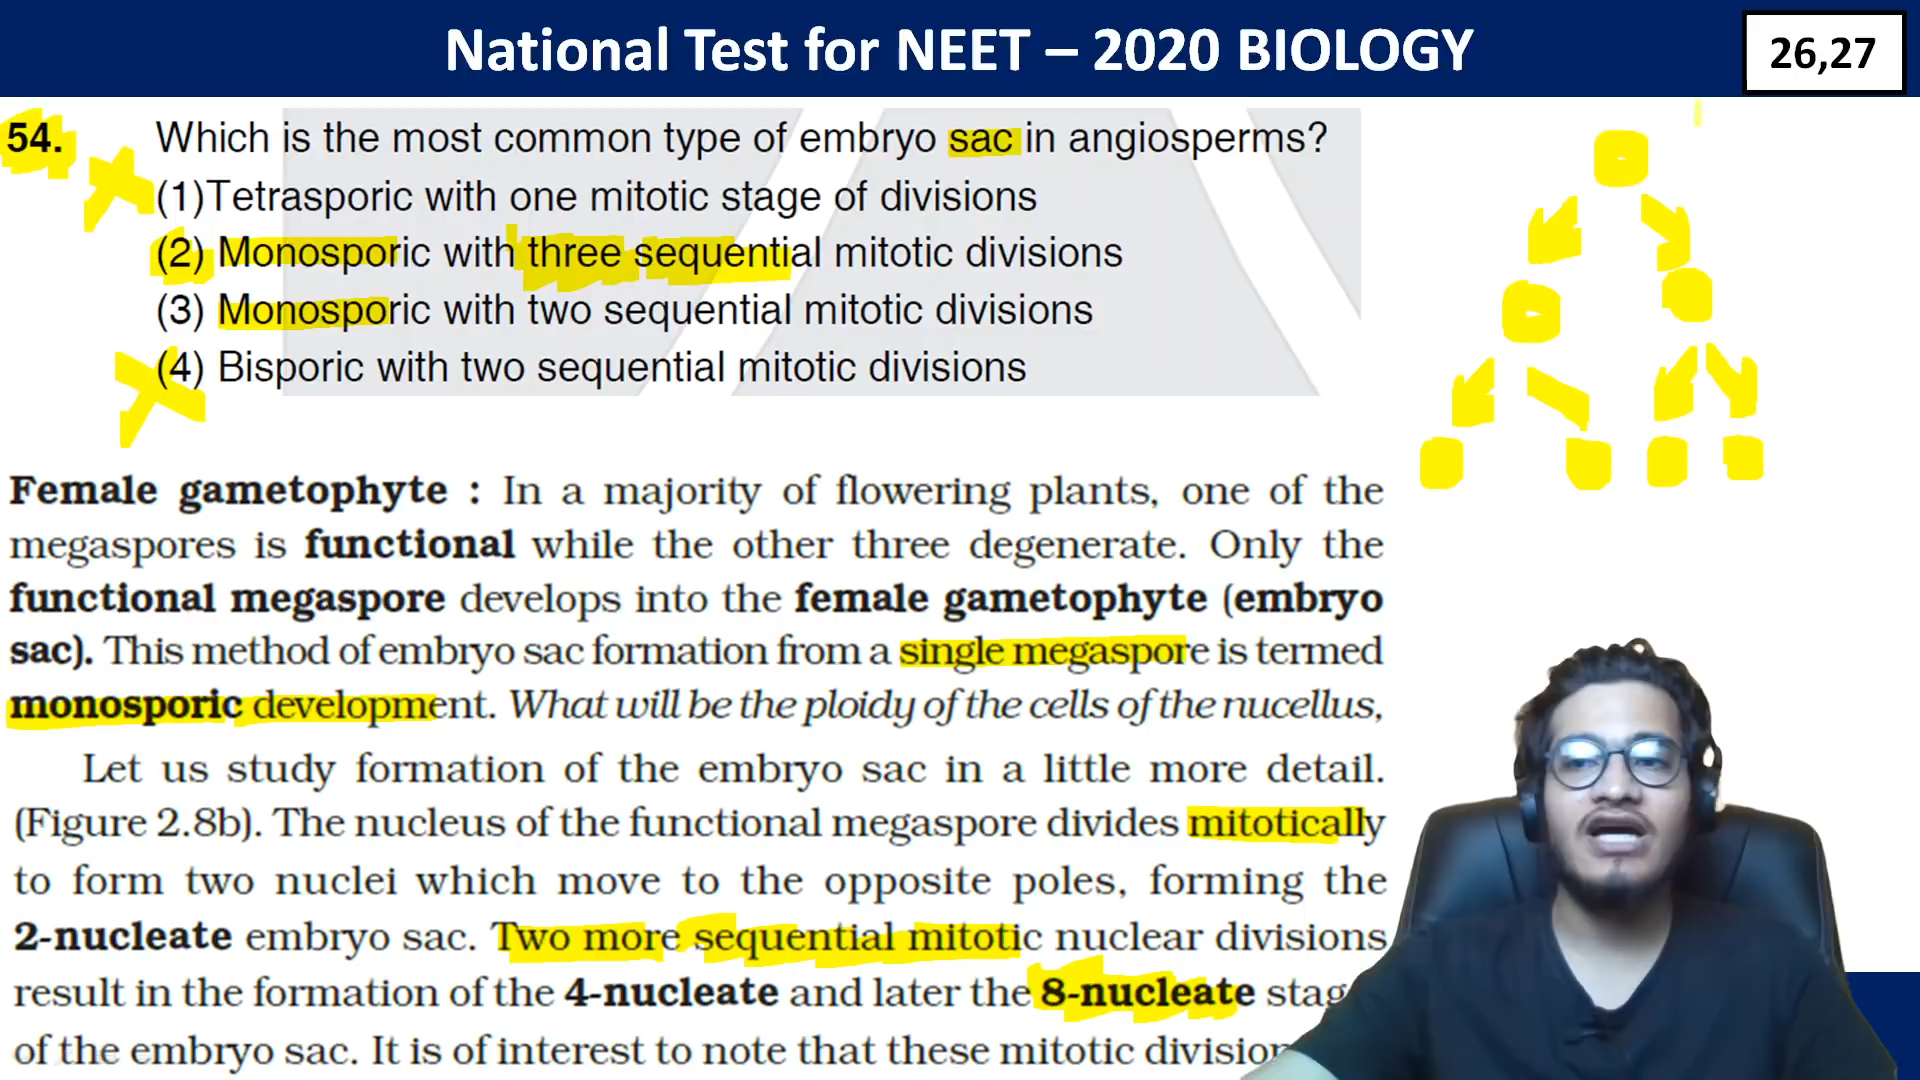 National Test for NEET – 2020 BIOLOGY
26,27
54. Which is the most common type of embryo sac in angiosperms?
(1)Tetrasporic with one mitotic stage of divisions
(2) Monosporic with three sequential mitotic divisions
(3) Monosporic with two sequential mitotic divisions
(4) Bisporic with two sequential mitotic divisions
Female gametophyte : In a majority of flowering plants, one of the
megaspores is functional while the other three degenerate. Only the
functional megaspore develops into the female gametophyte (embryo
sac). This method of embryo sac formation from a single megaspore is termed
monosporic development. What will be the ploidy of the cells of the nucellus,
Let us study formation of the embryo sac in a little more detail.
(Figure 2.8b). The nucleus of the functional megaspore divides mitotically
to form two nuclei which move to the opposite poles, forming the
2-nucleate embryo sac. Two more sequential mitotic nuclear divisions
result in the formation of the 4-nucleate and later the 8-nucleate stag
of the embryo sac. It is of interest to note that these mitotic division